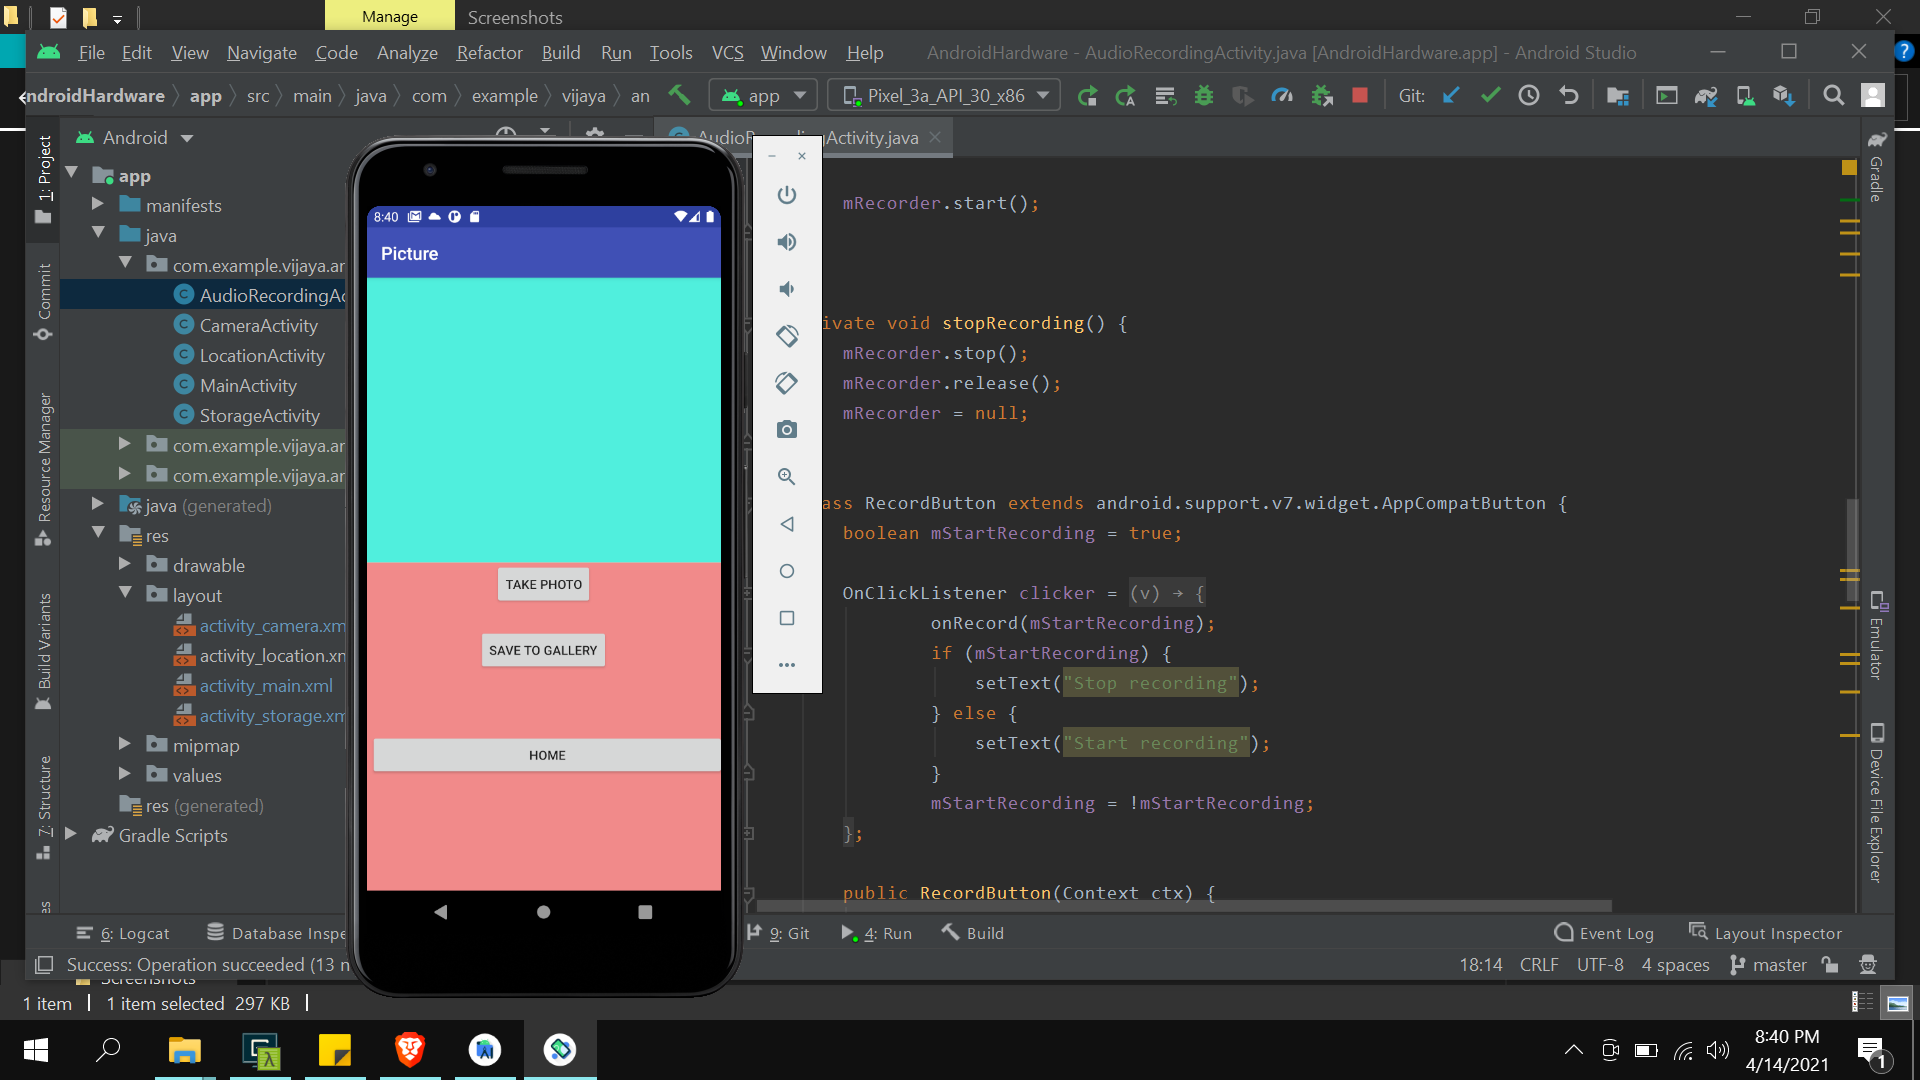 Manage
Screenshots
File Edit View Navigate Code Analyze Refactor Build Run Tools VCS Window Help
AndroidHardware - AudioRecordingActivity.java [AndroidHardware.app] - Android Studio
ndroidHardware app src main java com example vijaya an
app
Pixel_3a_API_30_x86
Git:
Android
Activity.java
1: Project
Commit
Resource Manager
Build Variants
7: Structure
app
manifests
java
com.example.vijaya.ar
AudioRecordingAc
CameraActivity
LocationActivity
MainActivity
StorageActivity
com.example.vijaya.ar
com.example.vijaya.ar
java (generated)
res
drawable
layout
activity_camera.xm
activity_location.xm
activity_main.xml
activity_storage.xm
mipmap
values
res (generated)
Gradle Scripts
8:40
Picture
TAKE PHOTO
SAVE TO GALLERY
HOME
mRecorder.start();
ivate void stopRecording() {
mRecorder.stop();
mRecorder.release();
mRecorder = null;
ass RecordButton extends android.support.v7.widget.AppCompatButton {
boolean mStartRecording = true;
OnClickListener clicker = (v) → {
onRecord(mStartRecording);
if (mStartRecording) {
setText("Stop recording");
} else {
setText("Start recording");
}
mStartRecording = !mStartRecording;
};
public RecordButton(Context ctx) {
Gradle
Emulator
Device File Explorer
6: Logcat
Database Inspe
9: Git
4: Run
Build
Event Log
Layout Inspector
Success: Operation succeeded (13 n
18:14 CRLF UTF-8 4 spaces master
Screenshots
1 item
1 item selected 297 KB
8:40 PM
4/14/2021
1